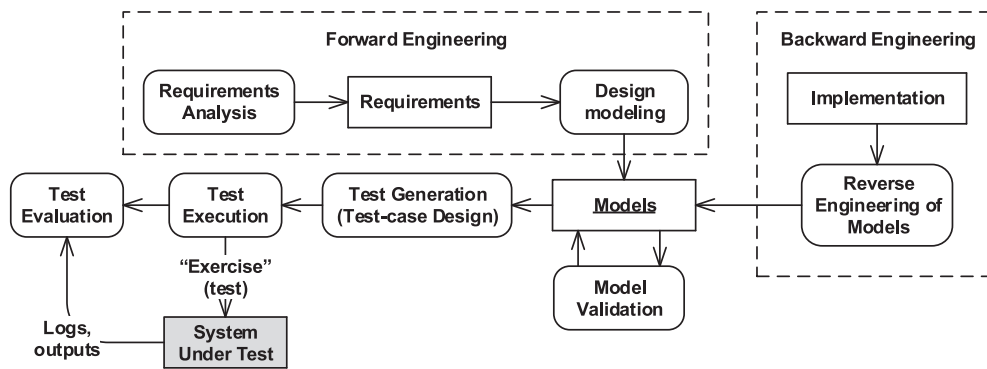 Forward Engineering
Backward Engineering
Requirements
Analysis
Requirements
Design
modeling
Implementation
Test
Evaluation
Test
Execution
Test Generation
(Test-case Design)
Models
Reverse
Engineering of
Models
“Exercise”
(test)
Model
Validation
Logs,
outputs
System
Under Test